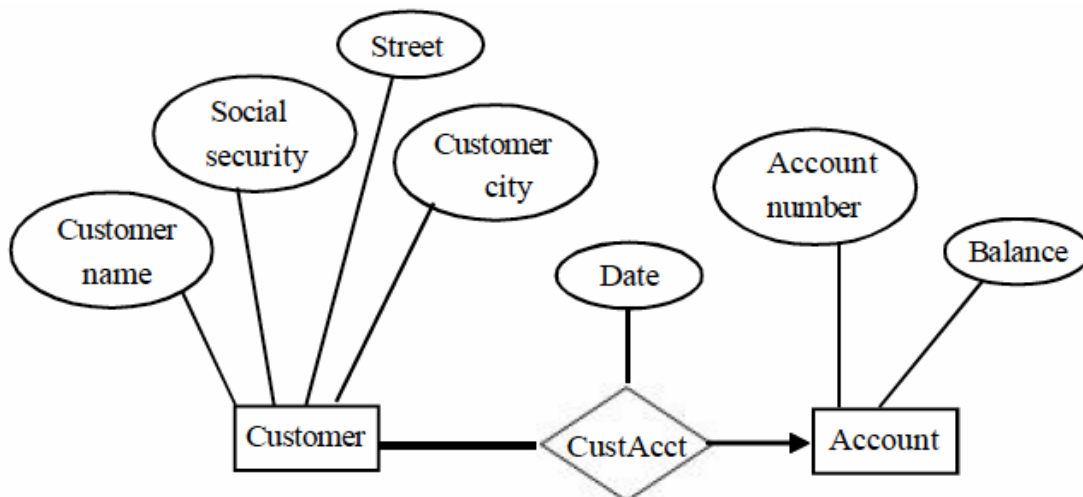 Street
Social
security
Customer
city
Customer
name
Account
number
Balance
Date
Customer
CustAcct
Account